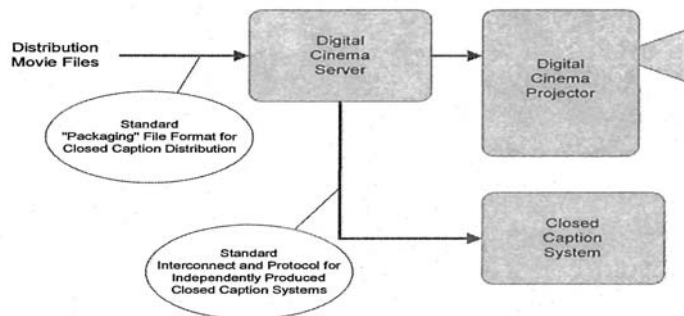 Distribution
Movie Files
Digital
Cinema
Server
Digital
Cinema
Projector
Standard
"Packaging" File Format for
Closed Caption Distribution
Closed
Caption
System
Standard
Interconnect and Protocol for
Independently Produced
Closed Caption Systems